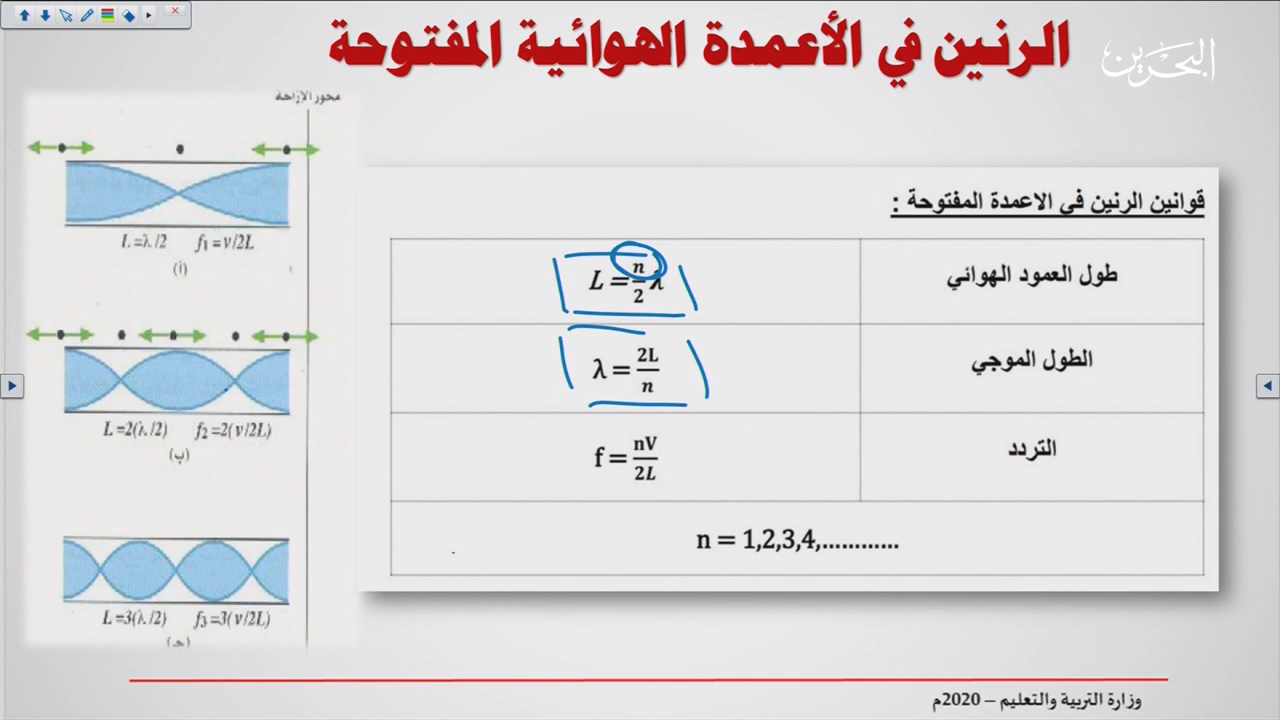 الرنين في الأعمدة الهوائية المفتوحة
البحرين
محور الإزاحة
L=λ/2 f₁=v/2L
(أ)
L=2(λ/2) f₂=2(v/2L)
(ب)
L=3(λ/2) f₃=3(v/2L)
(جـ)
قوانين الرنين في الاعمدة المفتوحة :
طول العمود الهوائي L = n/2 λ
الطول الموجي λ = 2L/n
التردد f = nV/2L
n = 1,2,3,4,............
وزارة التربية والتعليم – 2020م